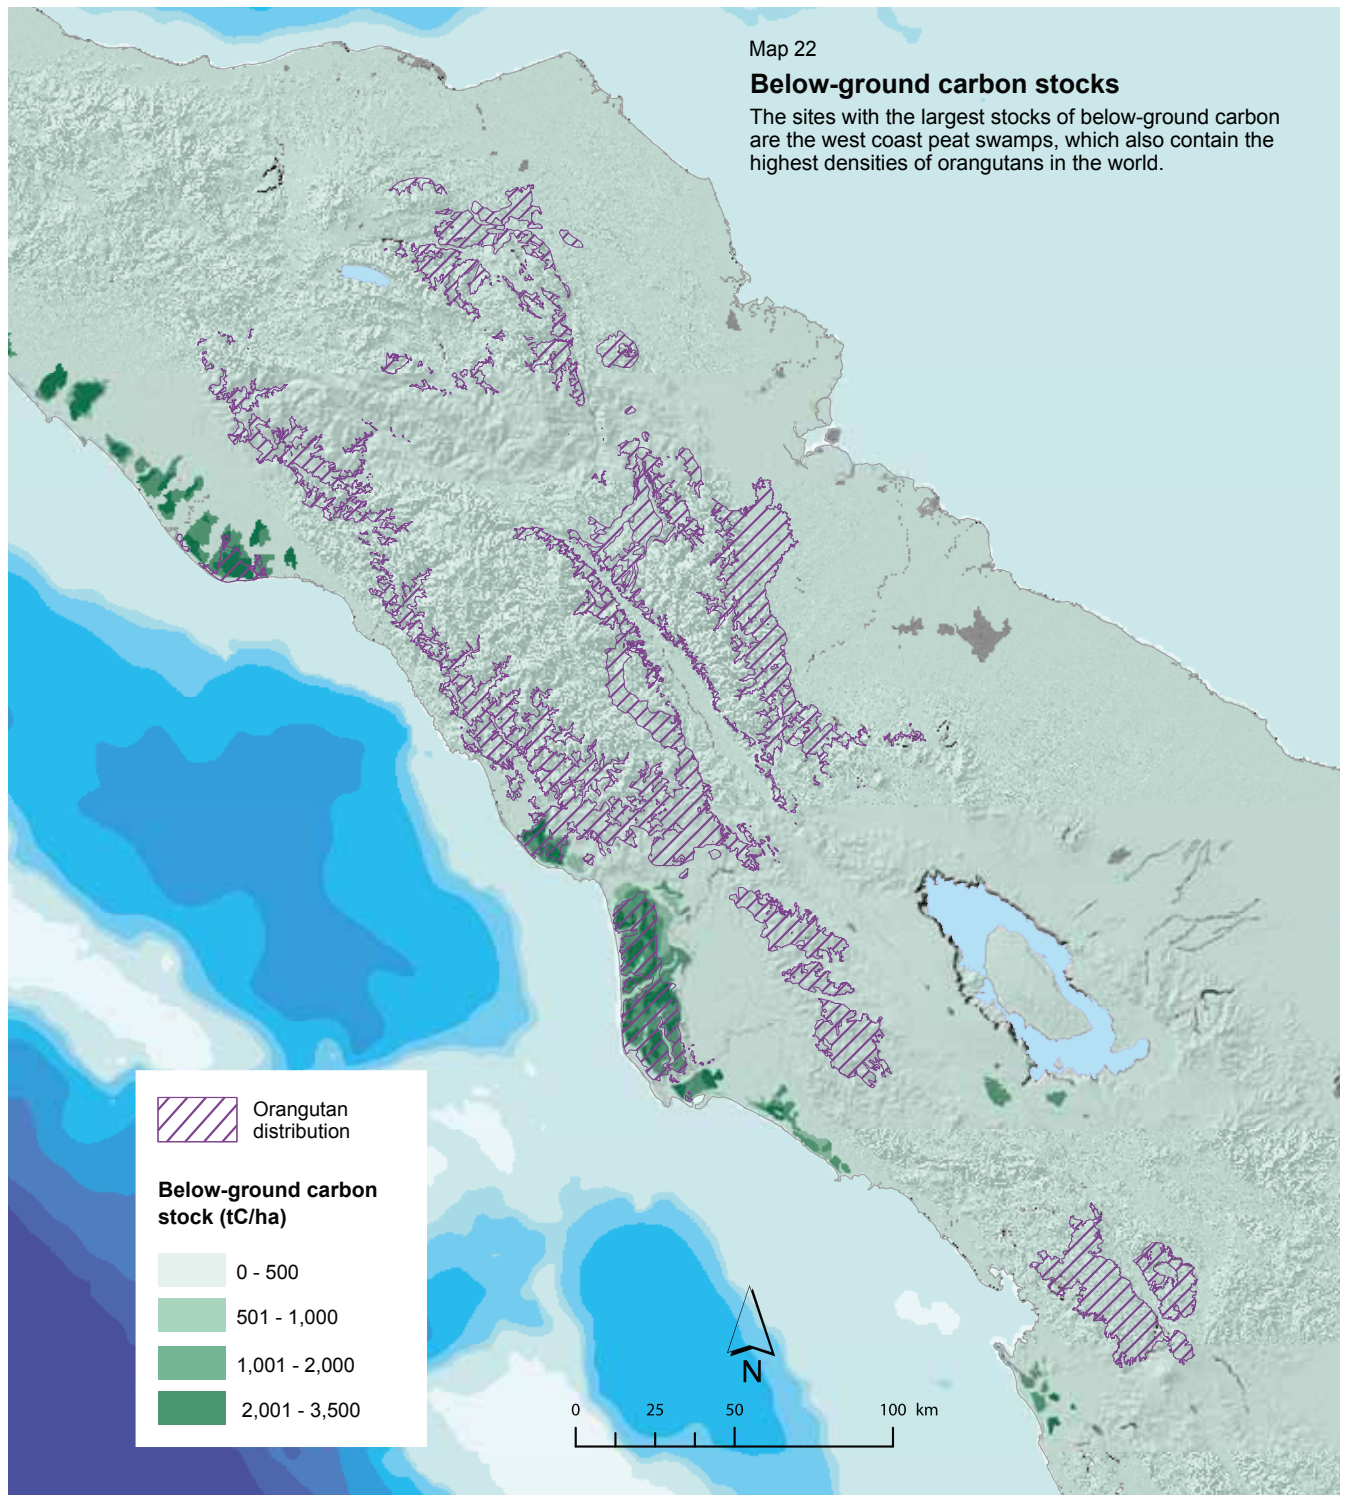 Map 22
Below-ground carbon stocks
The sites with the largest stocks of below-ground carbon
are the west coast peat swamps, which also contain the
highest densities of orangutans in the world.
Orangutan
distribution
Below-ground carbon
stock (tC/ha)
0 - 500
501 - 1,000
1,001 - 2,000
2,001 - 3,500
N
0 25 50 100 km